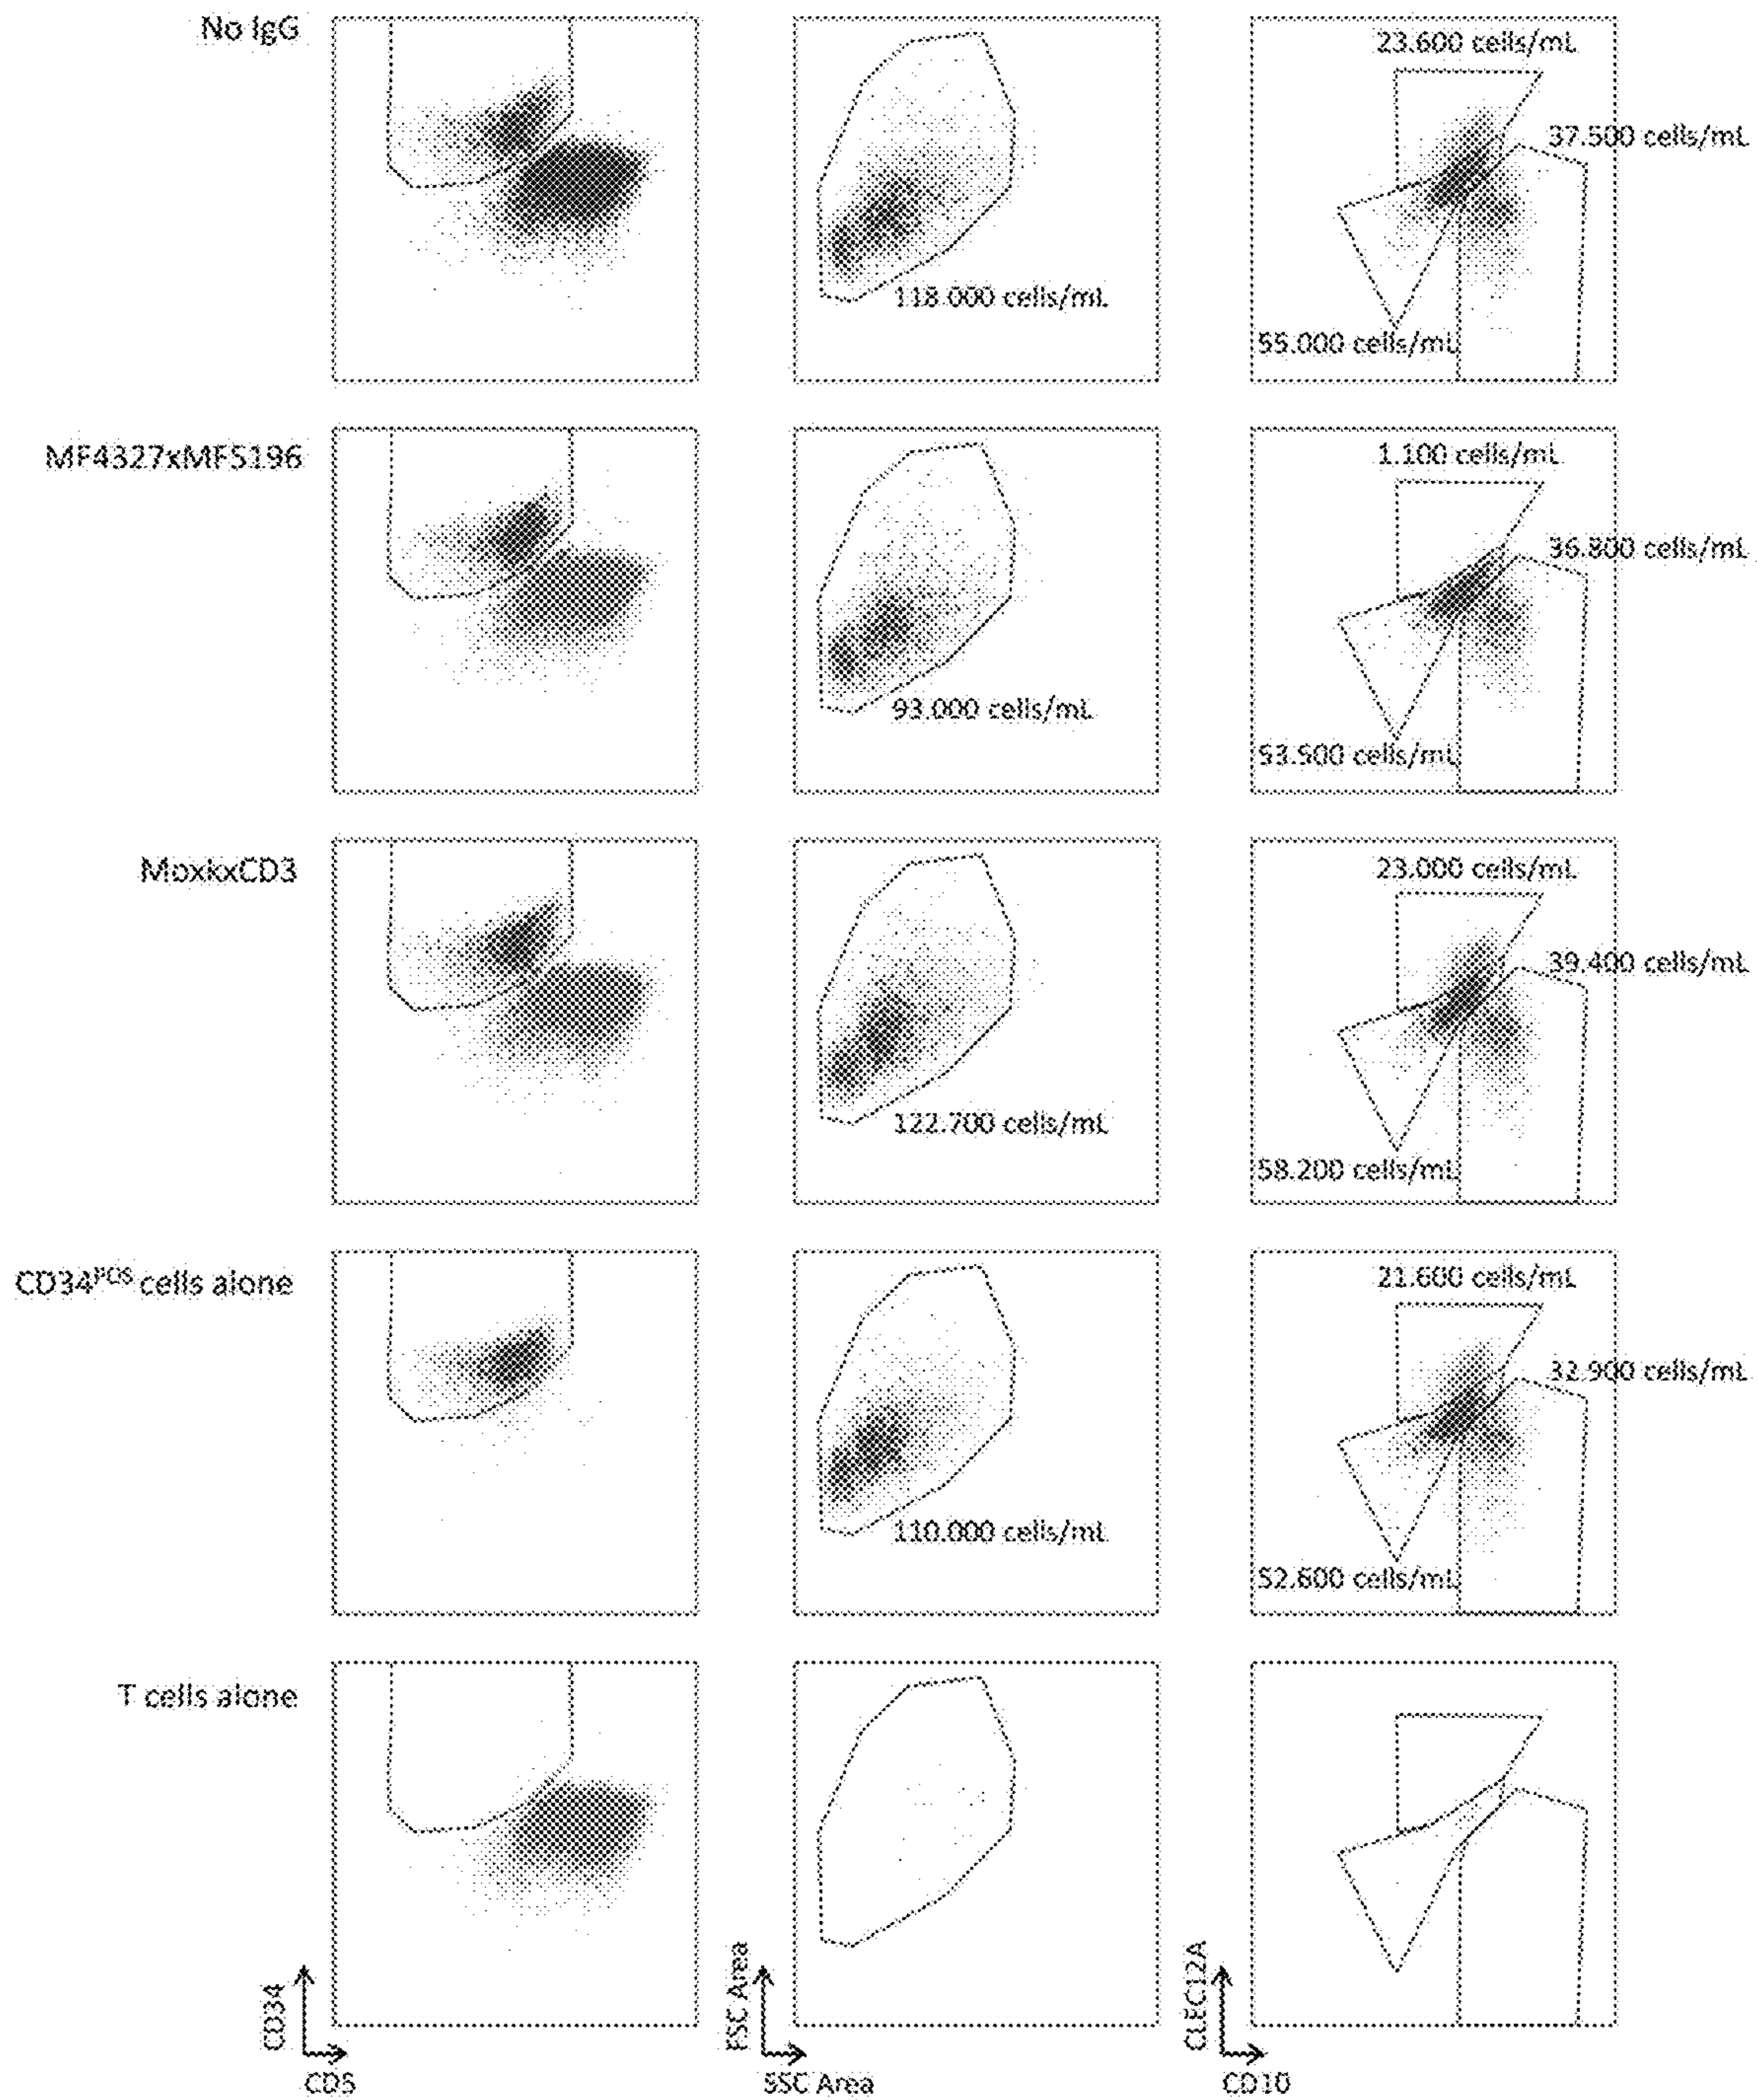 No IgG
23.600 cells/mL
37.500 cells/mL
118.000 cells/mL
55.000 cells/mL
MF4327xMF5196
1.100 cells/mL
36.800 cells/mL
93.000 cells/mL
53.500 cells/mL
MoxkxCD3
23.000 cells/mL
39.400 cells/mL
122.700 cells/mL
58.200 cells/mL
CD34POS cells alone
21.600 cells/mL
32.900 cells/mL
110.000 cells/mL
52.600 cells/mL
T cells alone
CD34
CD5
FSC Area
SSC Area
CLEC12A
CD10